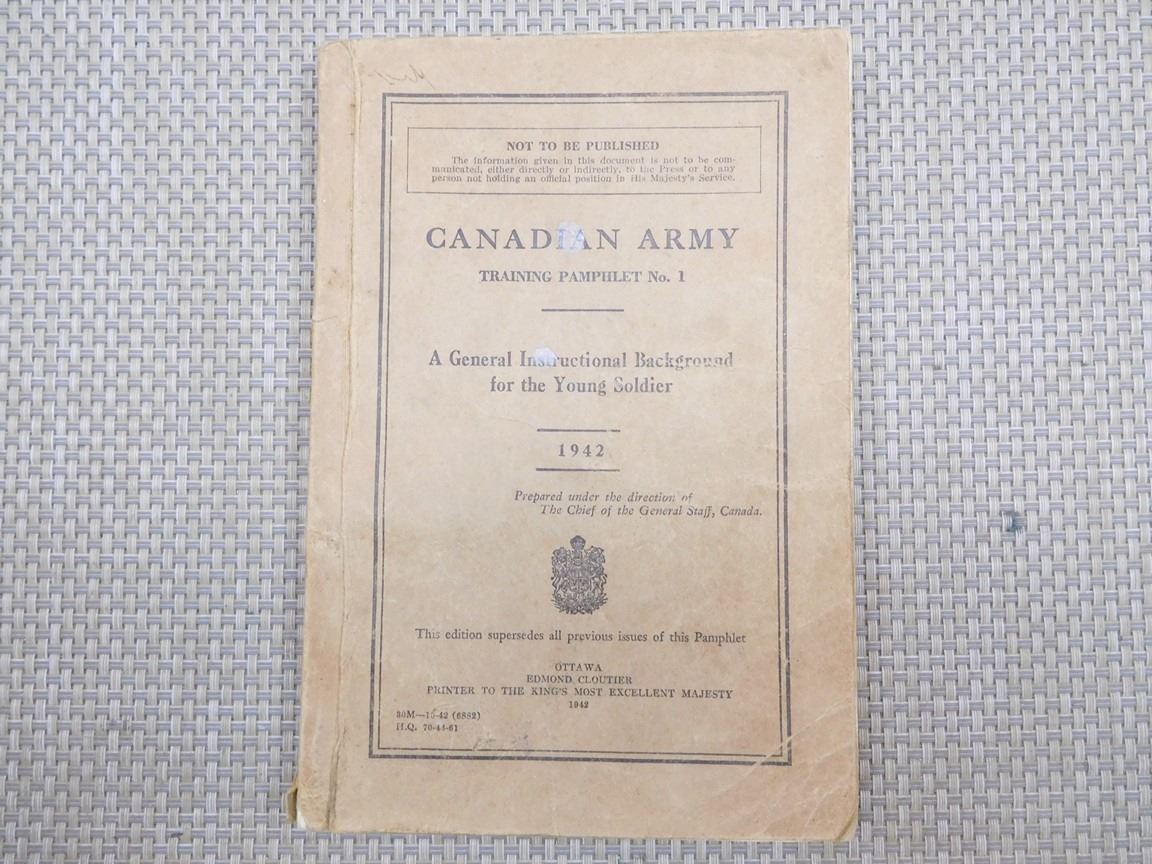 NOT TO BE PUBLISHED
The information given in this document is not to be com-
municated, either directly or indirectly, to the Press or to any
person not holding an official position in His Majesty's Service.
CANADIAN ARMY
TRAINING PAMPHLET No. 1
A General Instructional Background
for the Young Soldier
1942
Prepared under the direction of
The Chief of the General Staff, Canada.
This edition supersedes all previous issues of this Pamphlet
OTTAWA
EDMOND CLOUTIER
PRINTER TO THE KING'S MOST EXCELLENT MAJESTY
1942
(6882)
H.Q.